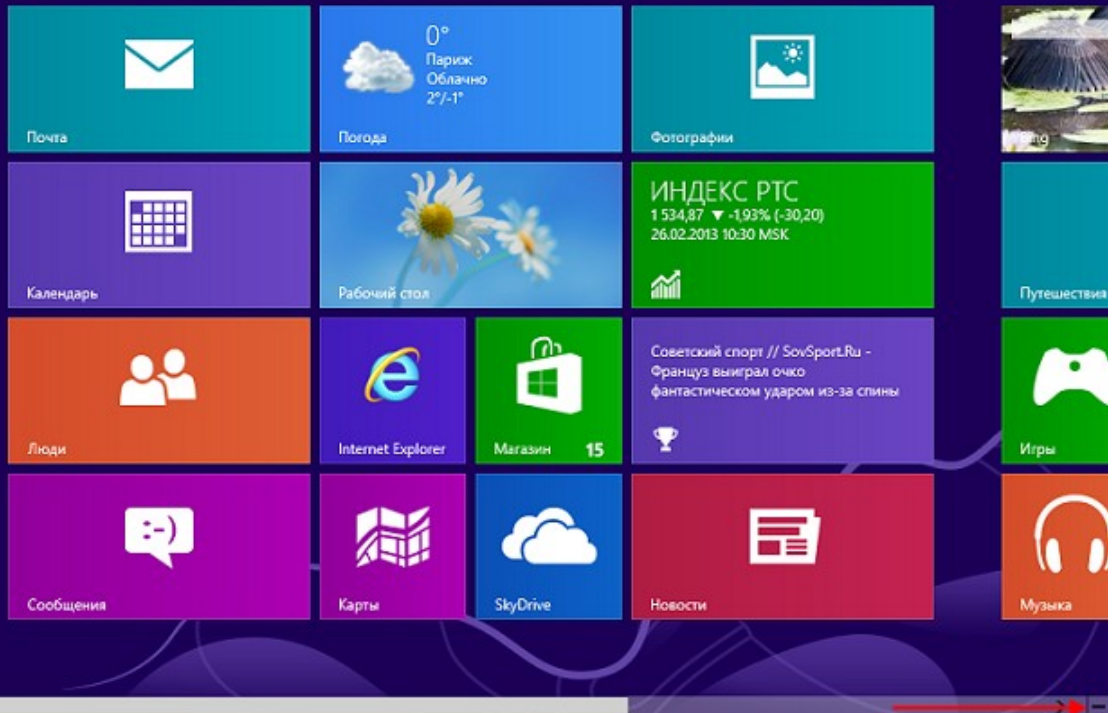 0°
Париж
Облачно
2°/-1°
Почта
Погода
Фотографии
ИНДЕКС РТС
1 534,87 ▼ -1,93% (-30,20)
26.02.2013 10:30 MSK
Календарь
Рабочий стол
Путешествия
Советский спорт // SovSport.Ru -
Француз выиграл очко
фантастическом ударом из-за спины
Люди
Internet Explorer
Магазин
15
Игры
:-)
Сообщения
Карты
SkyDrive
Новости
Музыка